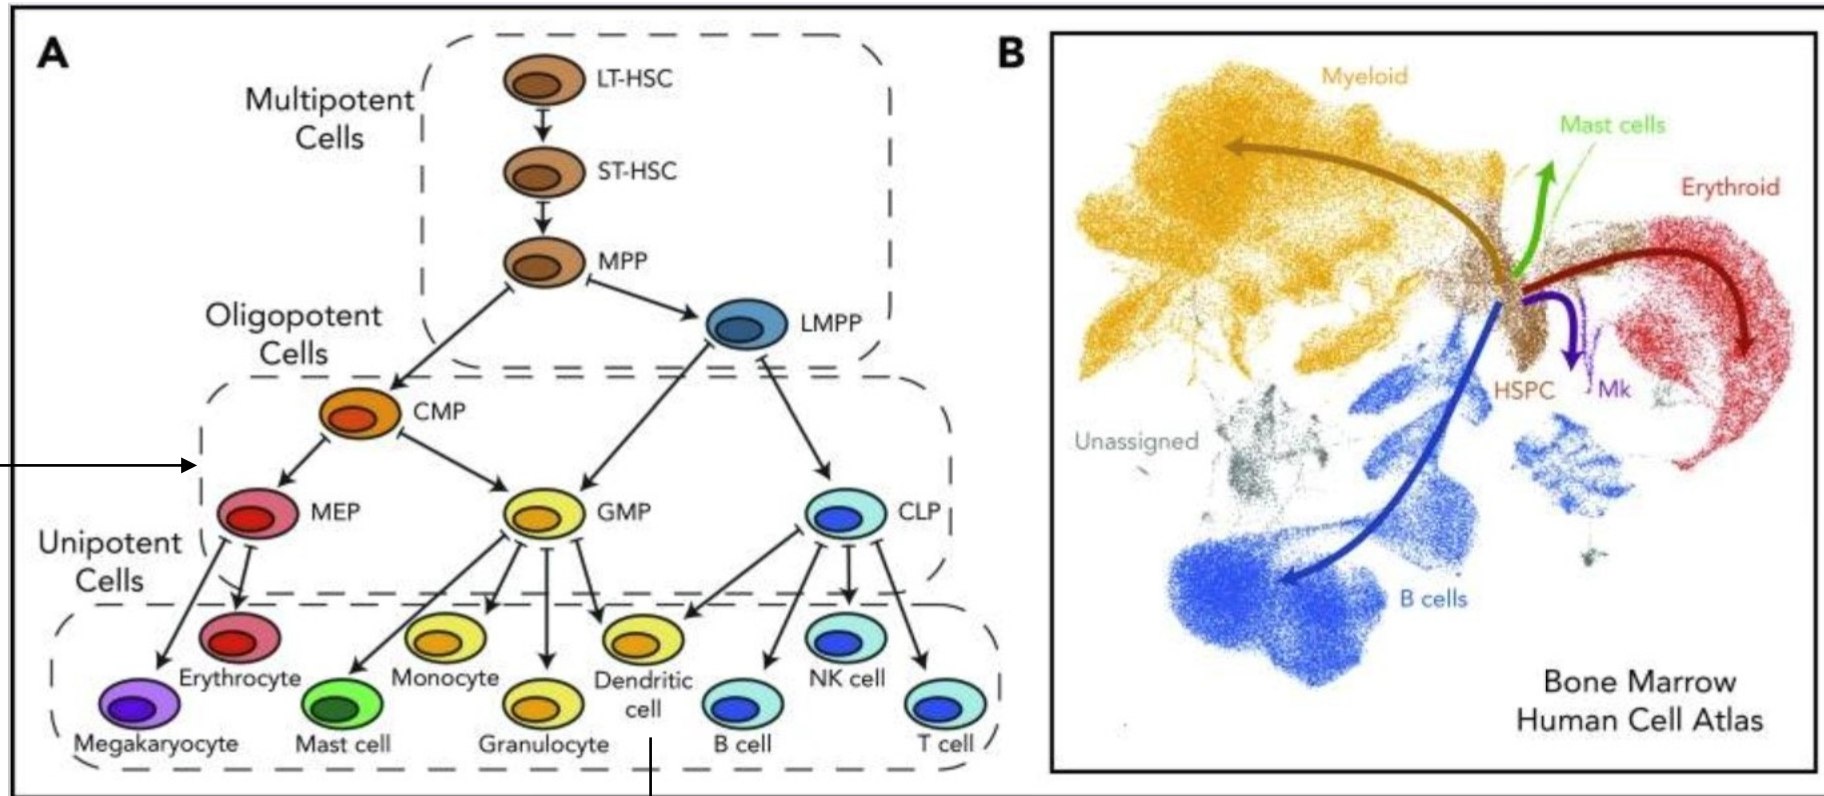 A
Multipotent
Cells
LT-HSC
ST-HSC
MPP
LMPP
Oligopotent
Cells
CMP
MEP
GMP
CLP
Unipotent
Cells
Erythrocyte
Monocyte
Dendritic
cell
NK cell
Megakaryocyte
Mast cell
Granulocyte
B cell
T cell
B
Myeloid
Mast cells
Erythroid
HSPC
Mk
Unassigned
B cells
Bone Marrow
Human Cell Atlas